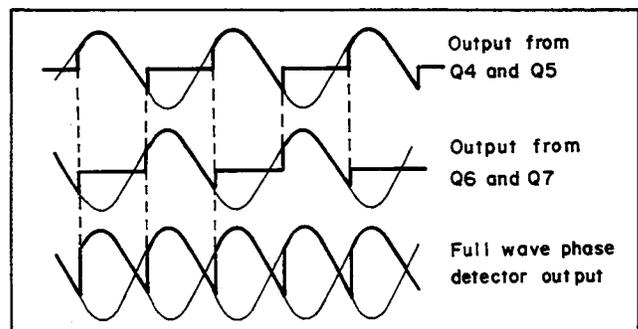 Output from
Q4 and Q5
Output from
Q6 and Q7
Full wave phase
detector output